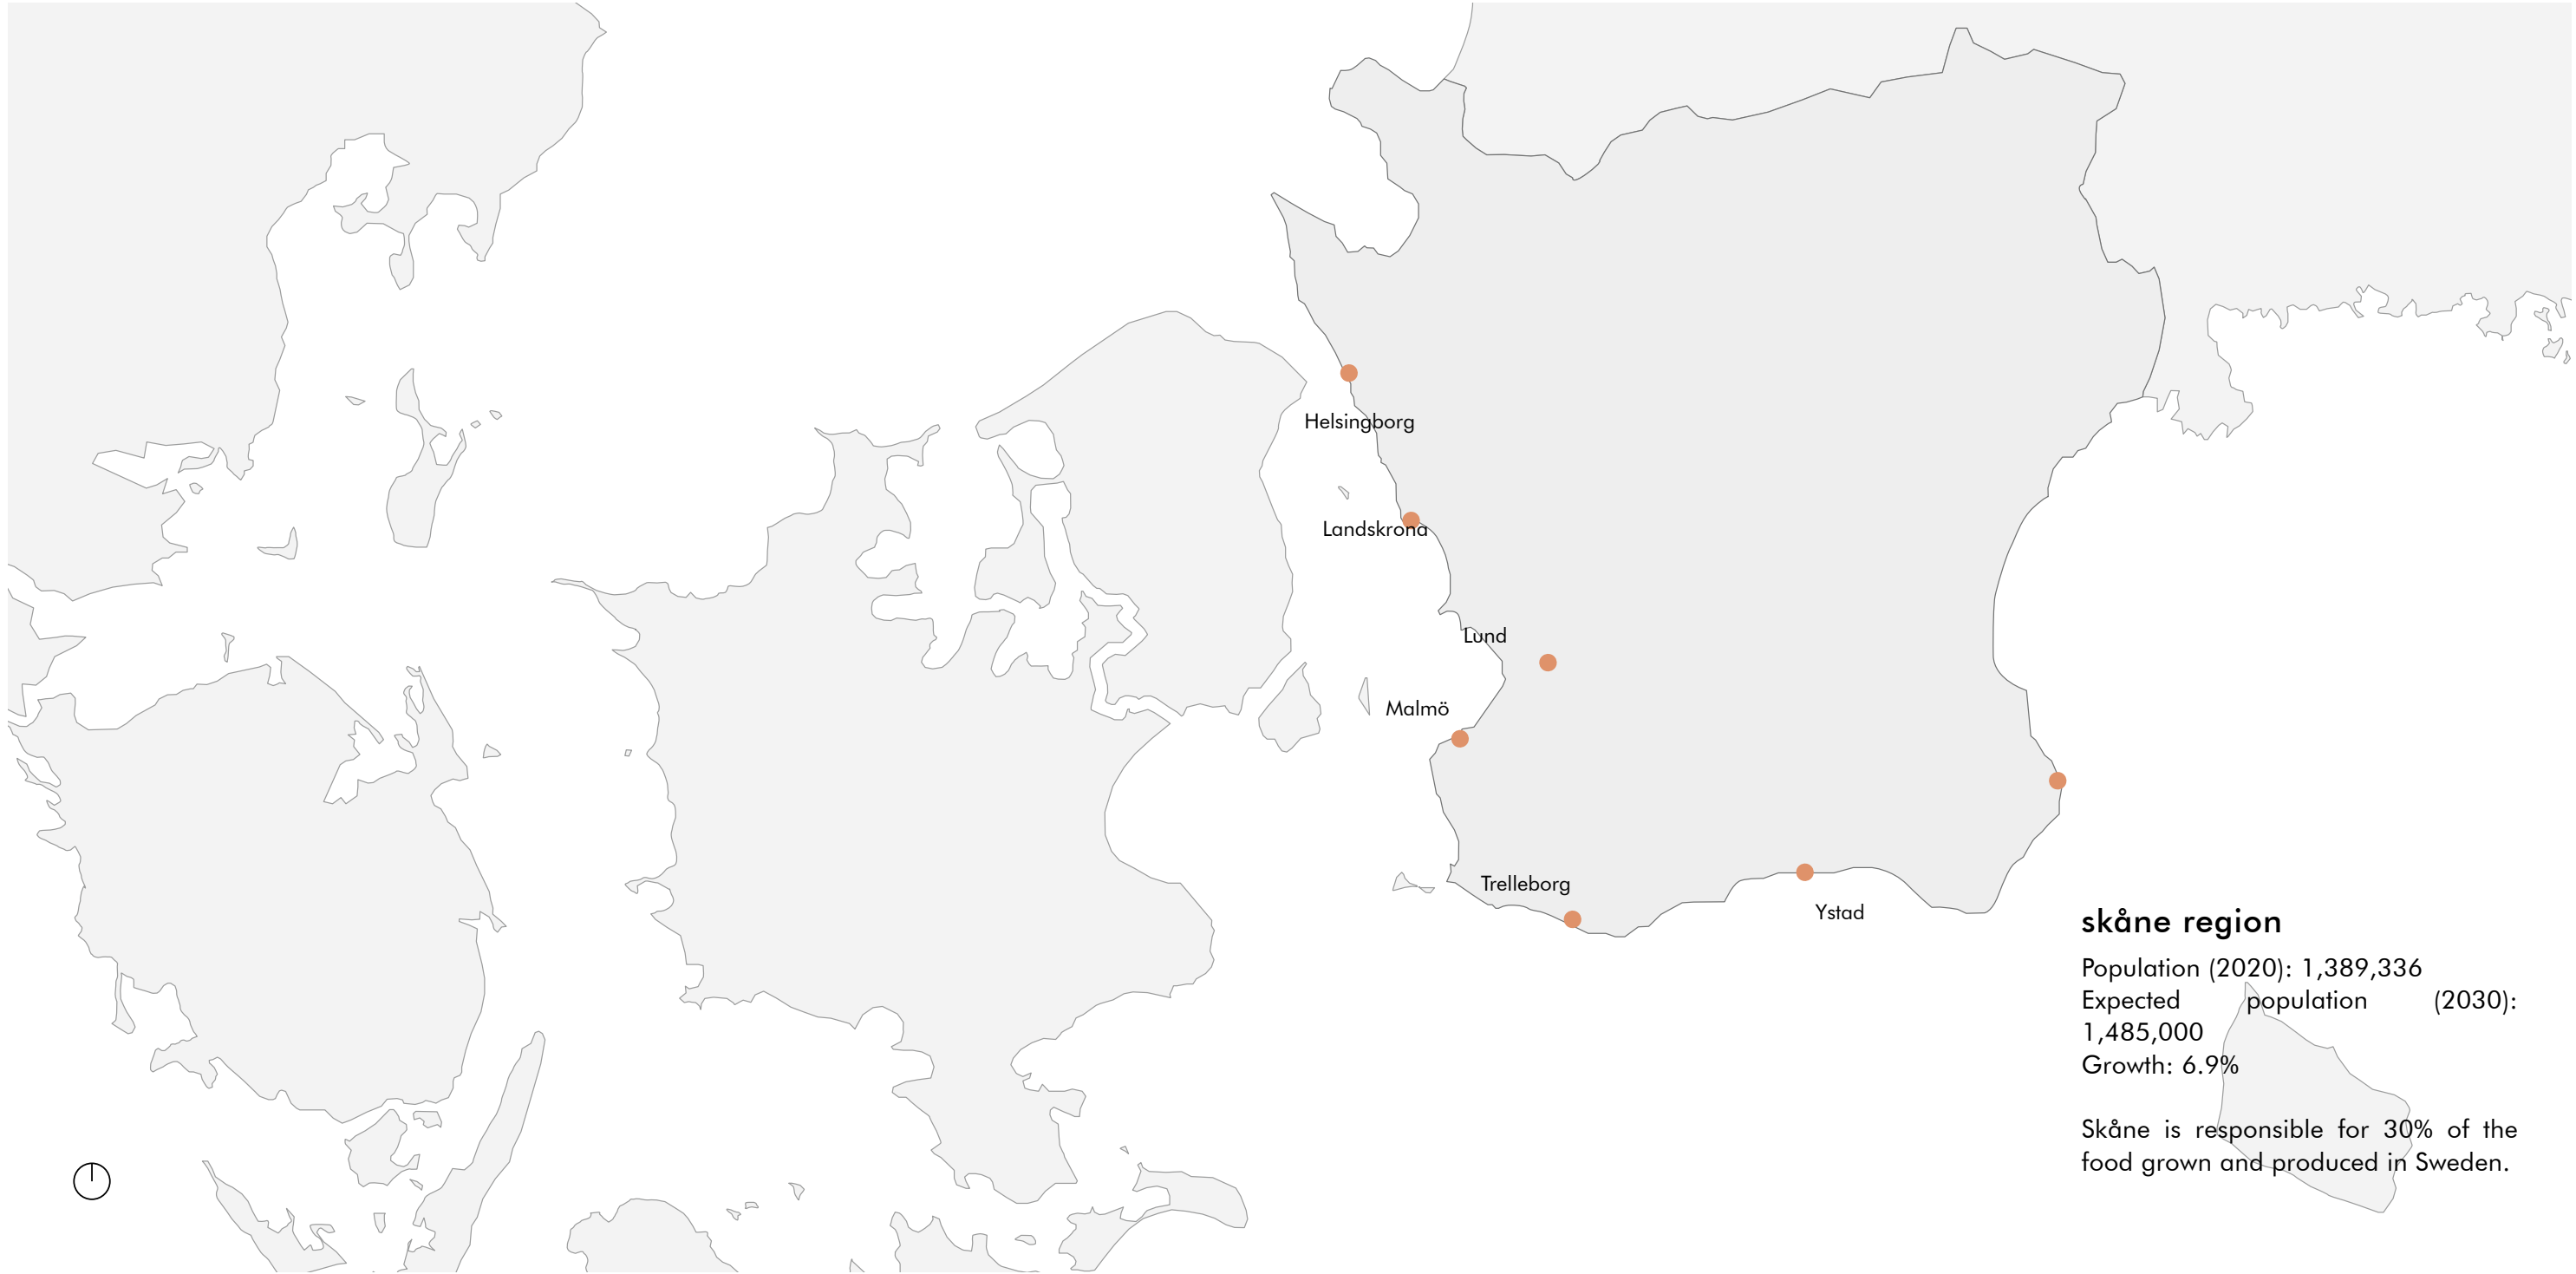 Helsingborg
Landskrona
Lund
Malmö
Trelleborg
Ystad
skåne region
Population (2020): 1,389,336
Expected population (2030):
1,485,000
Growth: 6.9%
Skåne is responsible for 30% of the
food grown and produced in Sweden.